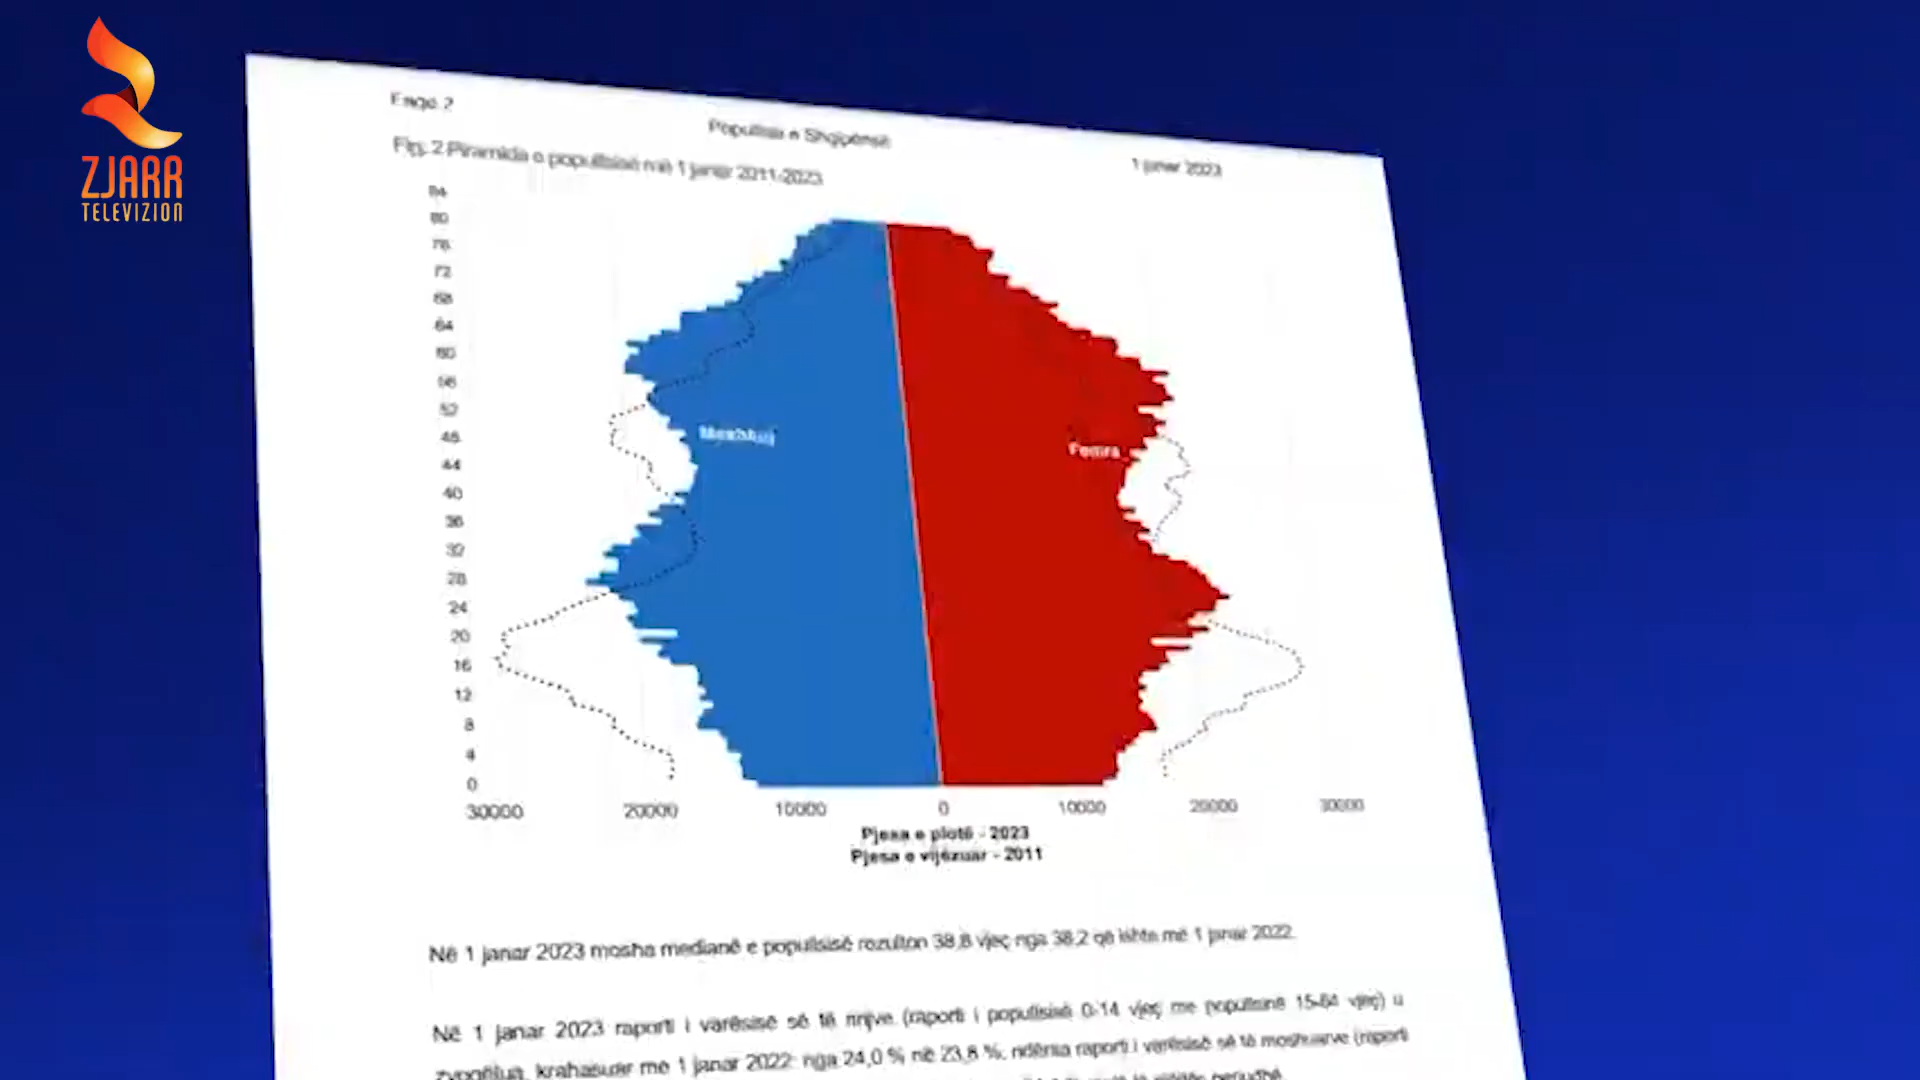 ZJARR
TELEVIZION
Faqe 2
Popullsia e Shqipërisë
1 janar 2023
Fig. 2 Piramida e popullsisë më 1 janar 2011-2023
84
80
76
72
68
64
60
56
52
48
44
40
36
32
28
24
20
16
12
8
4
0
Meshkuj
Femra
30000 20000 10000 0 10000 20000 30000
Pjesa e plotë - 2023
Pjesa e vijëzuar - 2011
Në 1 janar 2023 mosha medianë e popullsisë rezulton 38,8 vjeç nga 38,2 që ishte më 1 janar 2022.
Në 1 janar 2023 raporti i varësisë së të rinjve (raporti i popullsisë 0-14 vjeç me popullsinë 15-64 vjeç) u
krahasuar me 1 janar 2022: nga 24,0 % në 23,8 %, ndërsa raporti i varësisë së të moshuarve (raporti